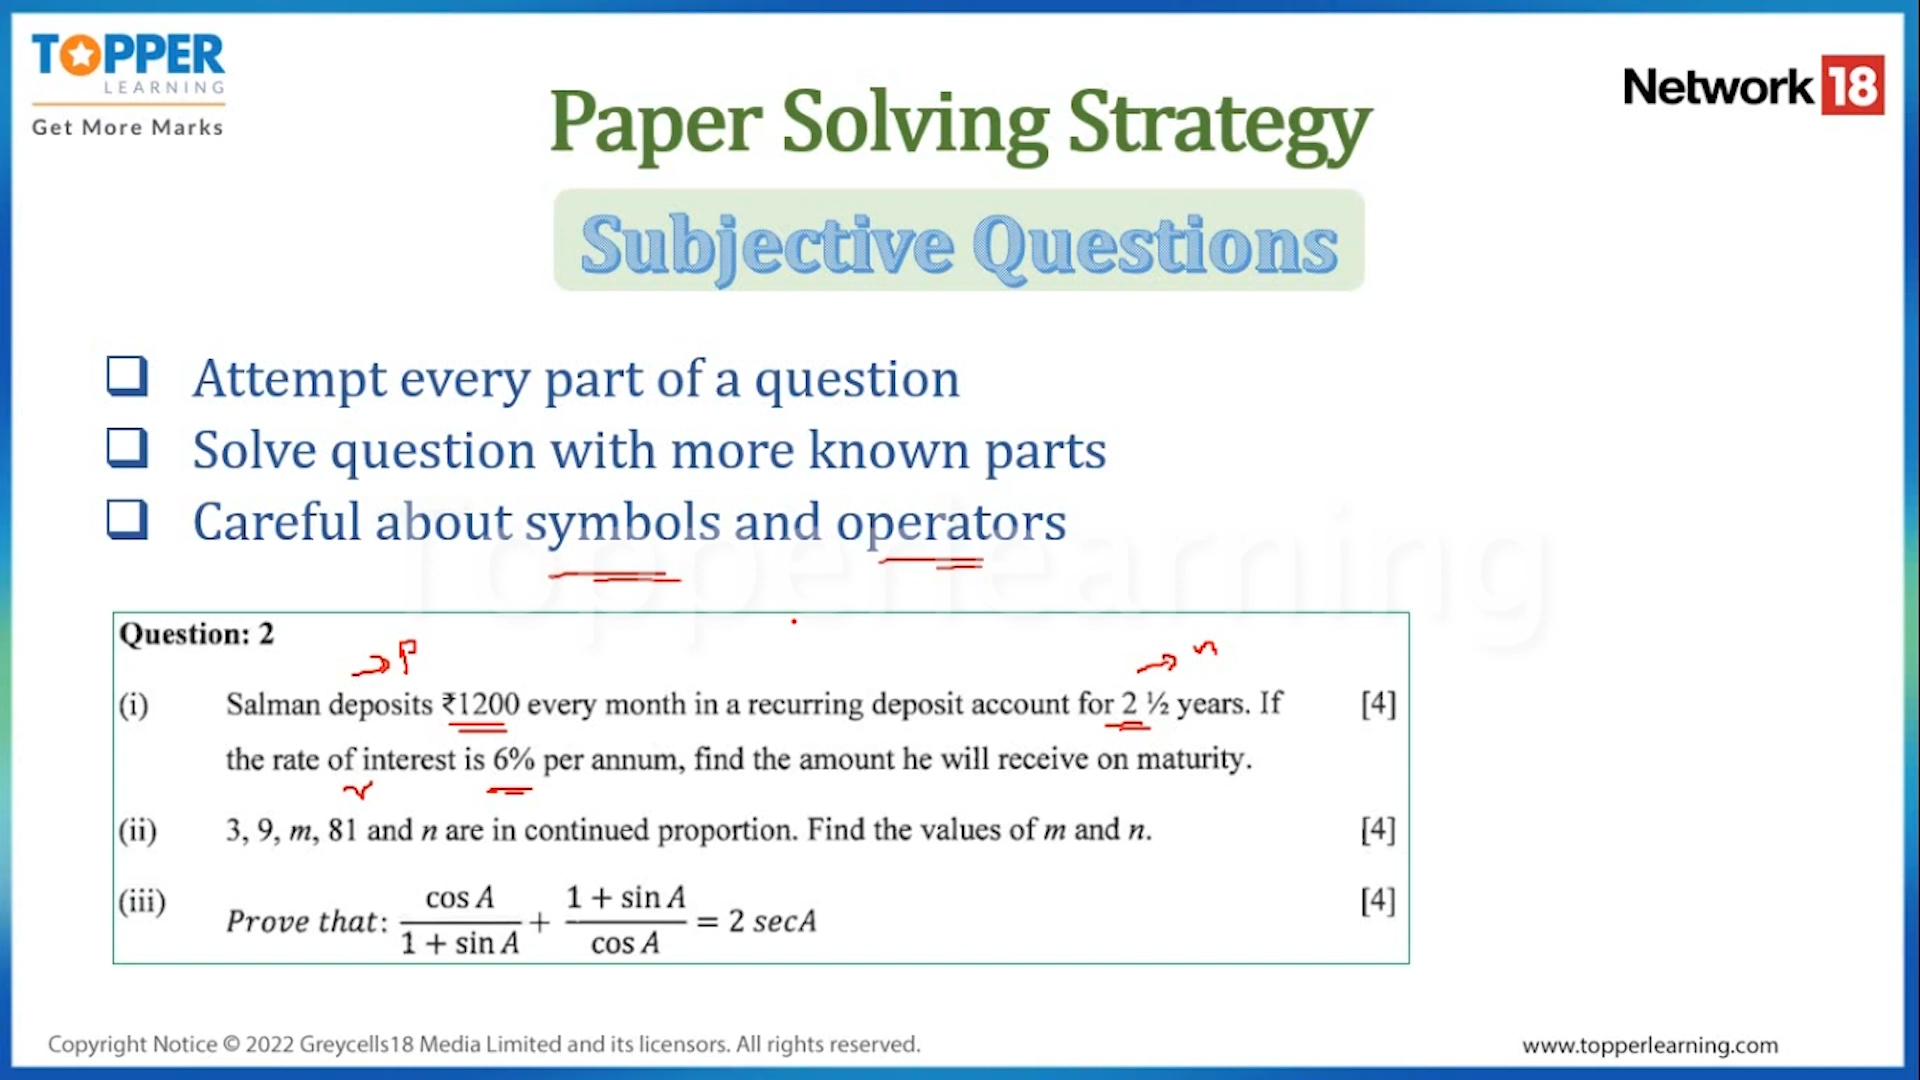 TOPPER
LEARNING
Get More Marks
Network 18
Paper Solving Strategy
Subjective Questions
❑ Attempt every part of a question
❑ Solve question with more known parts
❑ Careful about symbols and operators
Topperlearning
Question: 2
→ P
→ n
(i) Salman deposits ₹1200 every month in a recurring deposit account for 2 ½ years. If [4]
the rate of interest is 6% per annum, find the amount he will receive on maturity.
r
(ii) 3, 9, m, 81 and n are in continued proportion. Find the values of m and n. [4]
(iii) Prove that: cos A / 1 + sin A + 1 + sin A / cos A = 2 secA [4]
Copyright Notice © 2022 Greycells18 Media Limited and its licensors. All rights reserved.
www.topperlearning.com